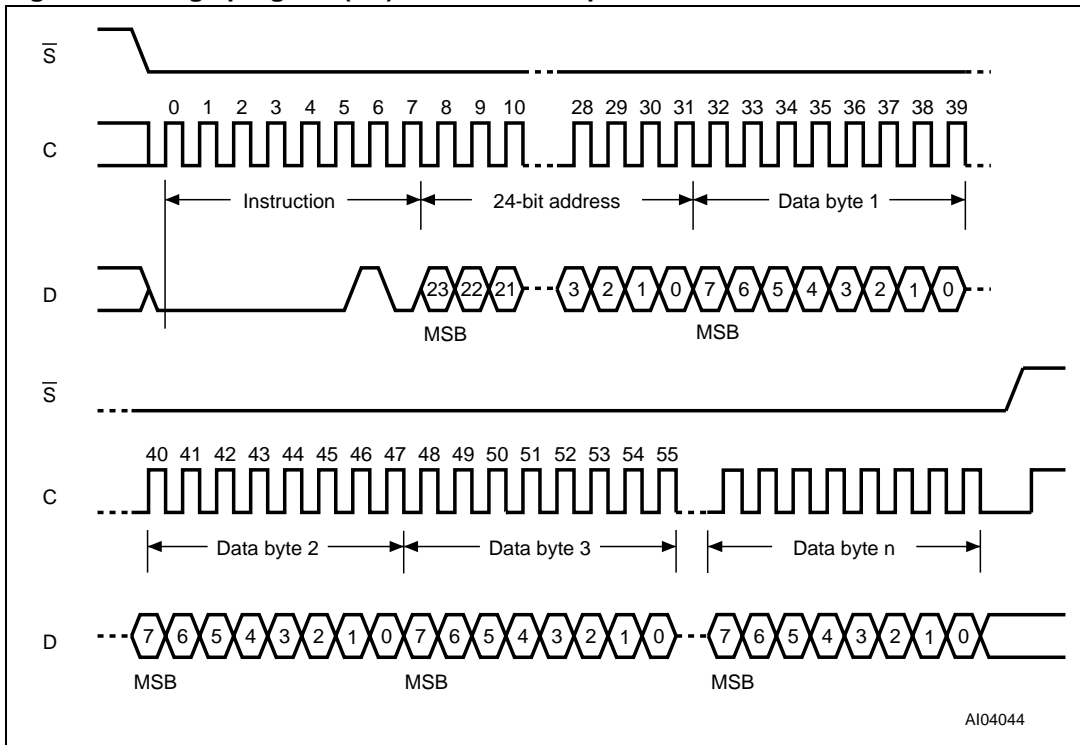 S
0 1 2 3 4 5 6 7 8 9 10 28 29 30 31 32 33 34 35 36 37 38 39
C
Instruction 24-bit address Data byte 1
D 23 22 21 3 2 1 0 7 6 5 4 3 2 1 0
MSB MSB
S
40 41 42 43 44 45 46 47 48 49 50 51 52 53 54 55
C
Data byte 2 Data byte 3 Data byte n
D 7 6 5 4 3 2 1 0 7 6 5 4 3 2 1 0 7 6 5 4 3 2 1 0
MSB MSB MSB
AI04044